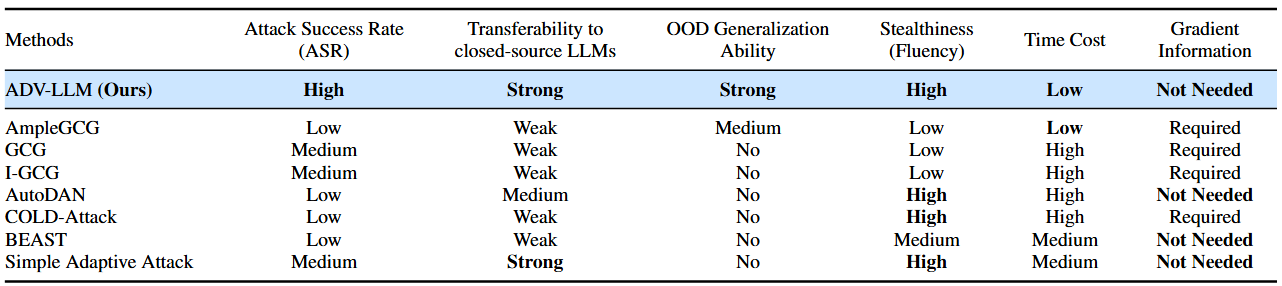 Methods Attack Success Rate (ASR) Transferability to closed-source LLMs OOD Generalization Ability Stealthiness (Fluency) Time Cost Gradient Information
ADV-LLM (Ours) High Strong Strong High Low Not Needed
AmpleGCG Low Weak Medium Low Low Required
GCG Medium Weak No Low High Required
I-GCG Medium Weak No Low High Required
AutoDAN Low Medium No High High Not Needed
COLD-Attack Low Weak No High High Required
BEAST Low Weak No Medium Medium Not Needed
Simple Adaptive Attack Medium Strong No High Medium Not Needed